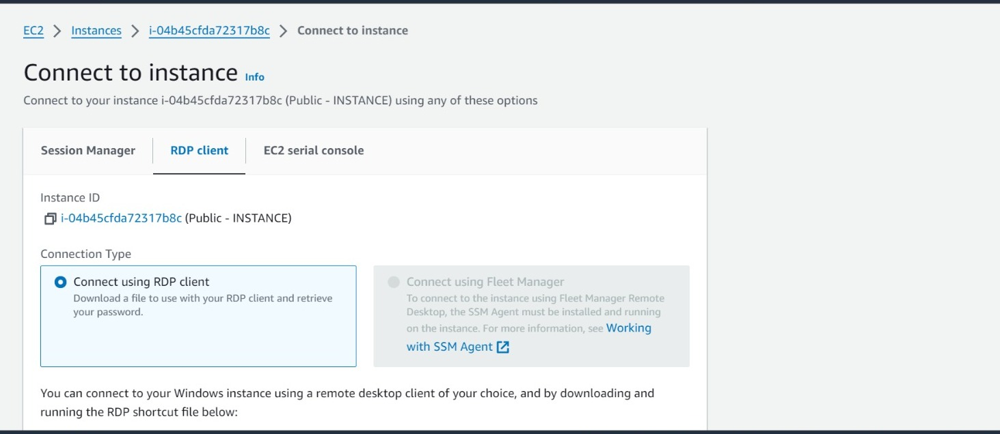 EC2 > Instances > i-04b45cfda72317b8c > Connect to instance
Connect to instance Info
Connect to your instance i-04b45cfda72317b8c (Public - INSTANCE) using any of these options
Session Manager
RDP client
EC2 serial console
Instance ID
i-04b45cfda72317b8c (Public - INSTANCE)
Connection Type
Connect using RDP client
Download a file to use with your RDP client and retrieve
your password.
Connect using Fleet Manager
To connect to the instance using Fleet Manager Remote
Desktop, the SSM Agent must be installed and running
on the instance. For more information, see Working
with SSM Agent
You can connect to your Windows instance using a remote desktop client of your choice, and by downloading and
running the RDP shortcut file below: